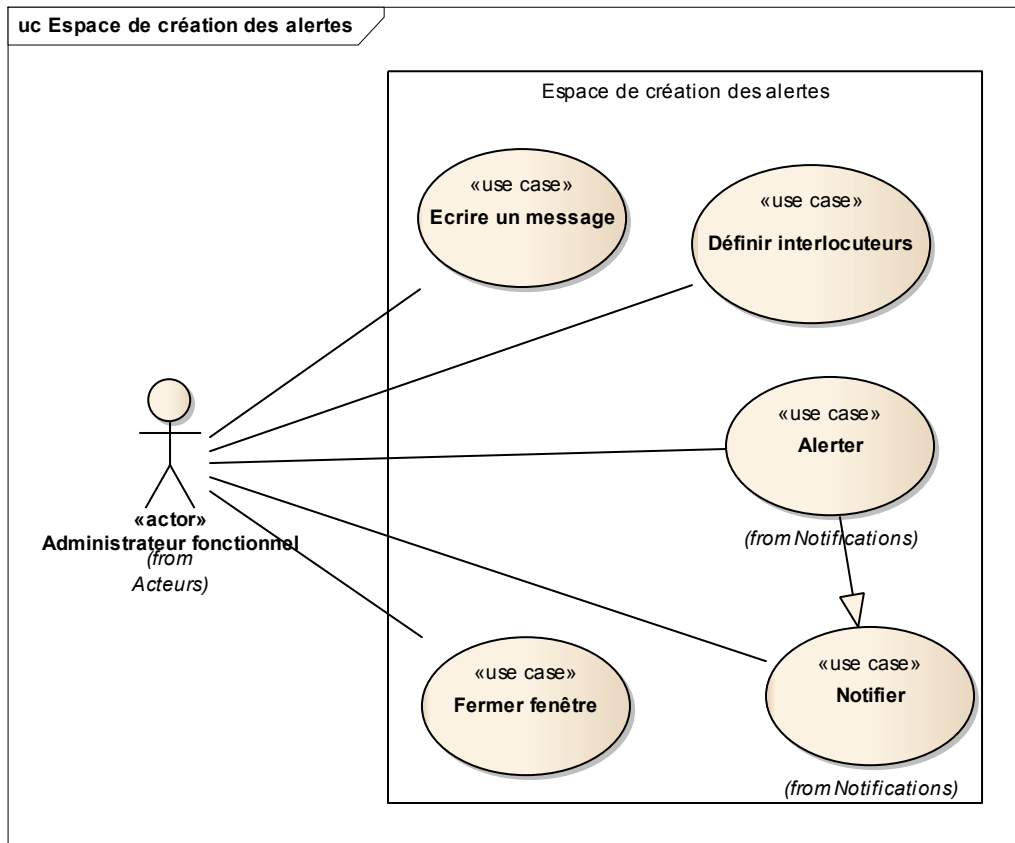 uc Espace de création des alertes
Espace de création des alertes
«use case»
Ecrire un message
«use case»
Définir interlocuteurs
«use case»
Alerter
(from Notifications)
«actor»
Administrateur fonctionnel
(from
Acteurs)
«use case»
Fermer fenêtre
«use case»
Notifier
(from Notifications)